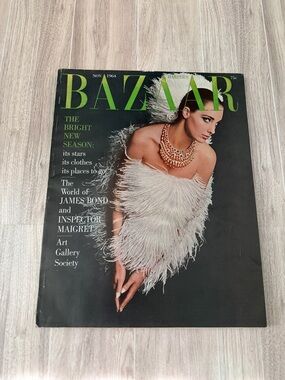 NOV 1964
BAZAAR
THE
BRIGHT
NEW
SEASON:
its stars
its clothes
its places to go
The
World of
JAMES BOND
and
INSPECTOR
MAIGRET
Art
Gallery
Society